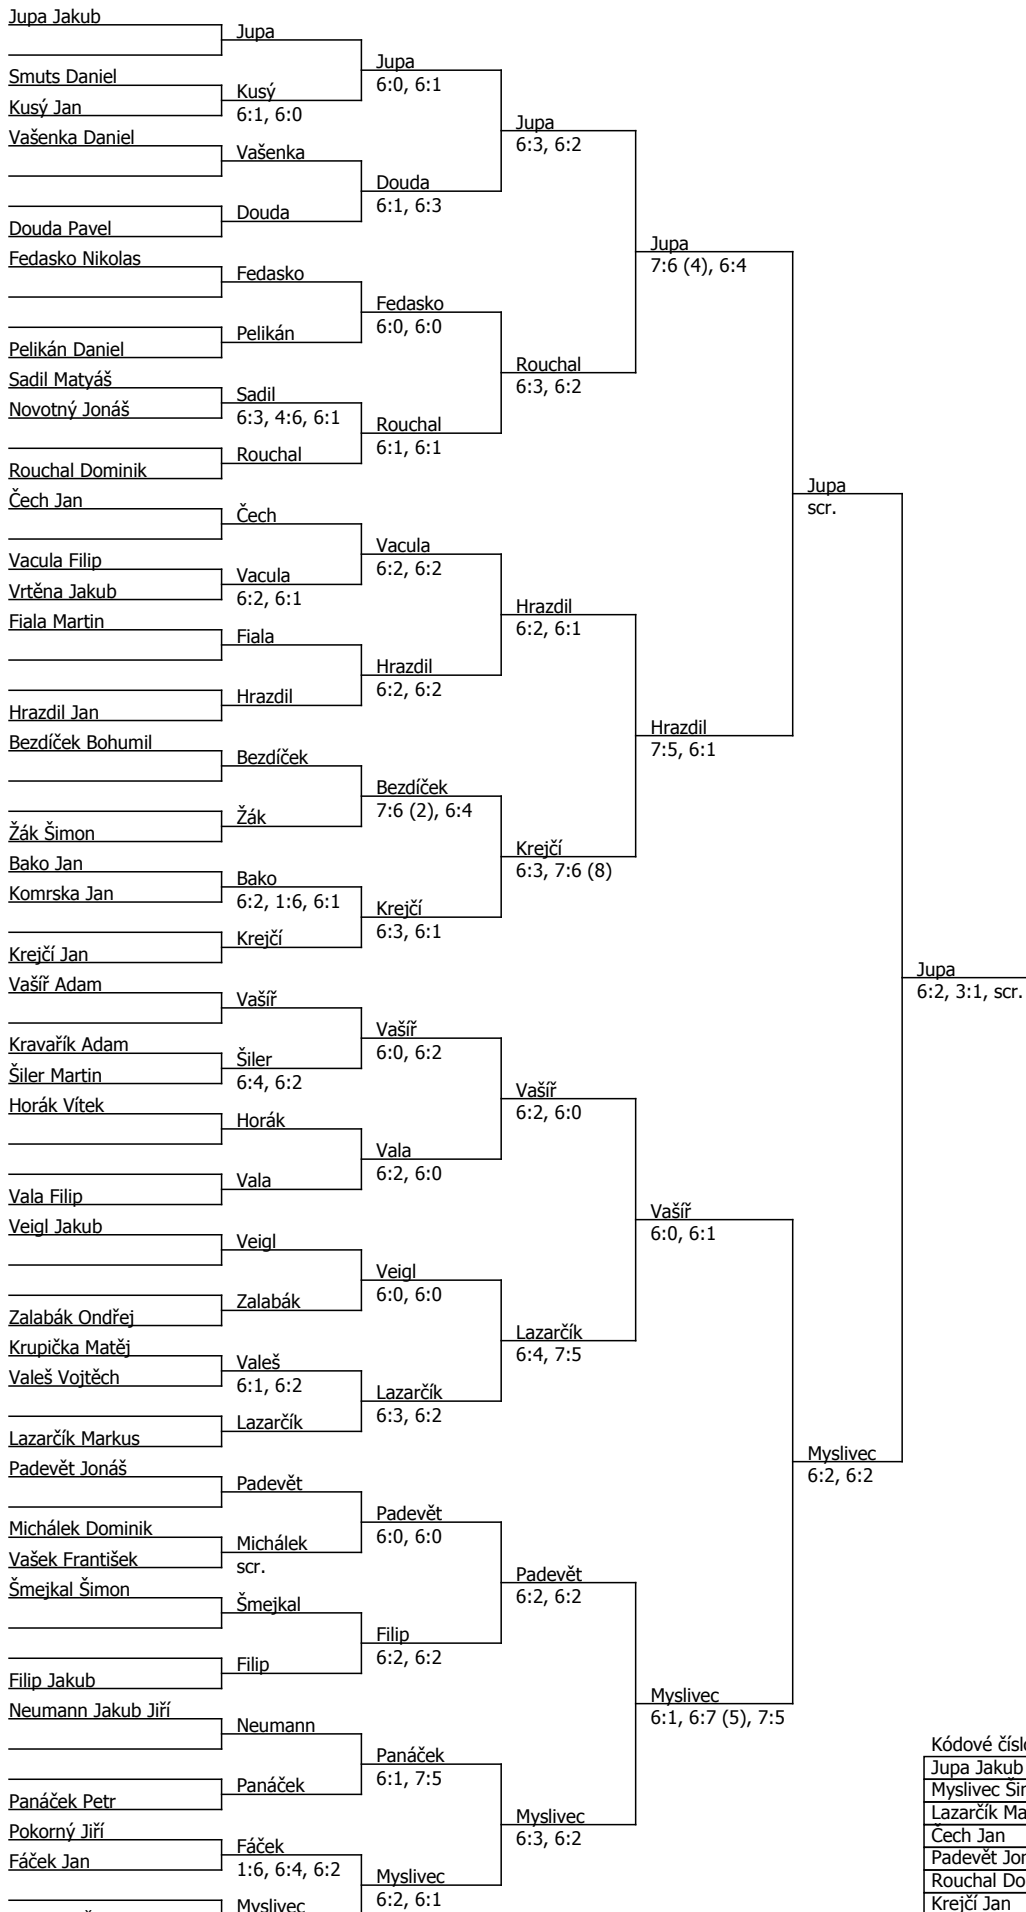 Jupa Jakub
Smuts Daniel
Kusý Jan
Vašenka Daniel
Douda Pavel
Fedasko Nikolas
Pelikán Daniel
Sadil Matyáš
Novotný Jonáš
Rouchal Dominik
Čech Jan
Vacula Filip
Vrtěna Jakub
Fiala Martin
Hrazdil Jan
Bezdíček Bohumil
Žák Šimon
Bako Jan
Komrska Jan
Krejčí Jan
Vašíř Adam
Kravařík Adam
Šiler Martin
Horák Vítek
Vala Filip
Veigl Jakub
Zalabák Ondřej
Krupička Matěj
Valeš Vojtěch
Lazarčík Markus
Padevět Jonáš
Michálek Dominik
Vašek František
Šmejkal Šimon
Filip Jakub
Neumann Jakub Jiří
Panáček Petr
Pokorný Jiří
Fáček Jan
Jupa
Kusý
6:1, 6:0
Vašenka
Douda
Fedasko
Pelikán
Sadil
6:3, 4:6, 6:1
Rouchal
Čech
Vacula
6:2, 6:1
Fiala
Hrazdil
Bezdíček
Žák
Bako
6:2, 1:6, 6:1
Krejčí
Vašíř
Šiler
6:4, 6:2
Horák
Vala
Veigl
Zalabák
Valeš
6:1, 6:2
Lazarčík
Padevět
Michálek
scr.
Šmejkal
Filip
Neumann
Panáček
Fáček
1:6, 6:4, 6:2
Myslivec
Jupa
6:0, 6:1
Douda
6:1, 6:3
Fedasko
6:0, 6:0
Rouchal
6:1, 6:1
Vacula
6:2, 6:2
Hrazdil
6:2, 6:2
Bezdíček
7:6 (2), 6:4
Krejčí
6:3, 6:1
Vašíř
6:0, 6:2
Vala
6:2, 6:0
Veigl
6:0, 6:0
Lazarčík
6:3, 6:2
Padevět
6:0, 6:0
Filip
6:2, 6:2
Panáček
6:1, 7:5
Myslivec
6:2, 6:1
Jupa
6:3, 6:2
Rouchal
6:3, 6:2
Hrazdil
6:2, 6:1
Krejčí
6:3, 7:6 (8)
Vašíř
6:2, 6:0
Lazarčík
6:4, 7:5
Padevět
6:2, 6:2
Myslivec
6:3, 6:2
Jupa
7:6 (4), 6:4
Hrazdil
7:5, 6:1
Vašíř
6:0, 6:1
Myslivec
6:1, 6:7 (5), 7:5
Jupa
scr.
Myslivec
6:2, 6:2
Jupa
6:2, 3:1, scr.
Kódové čísl
Jupa Jakub
Myslivec Šir
Lazarčík Ma
Čech Jan
Padevět Jor
Rouchal Do
Krejčí Jan